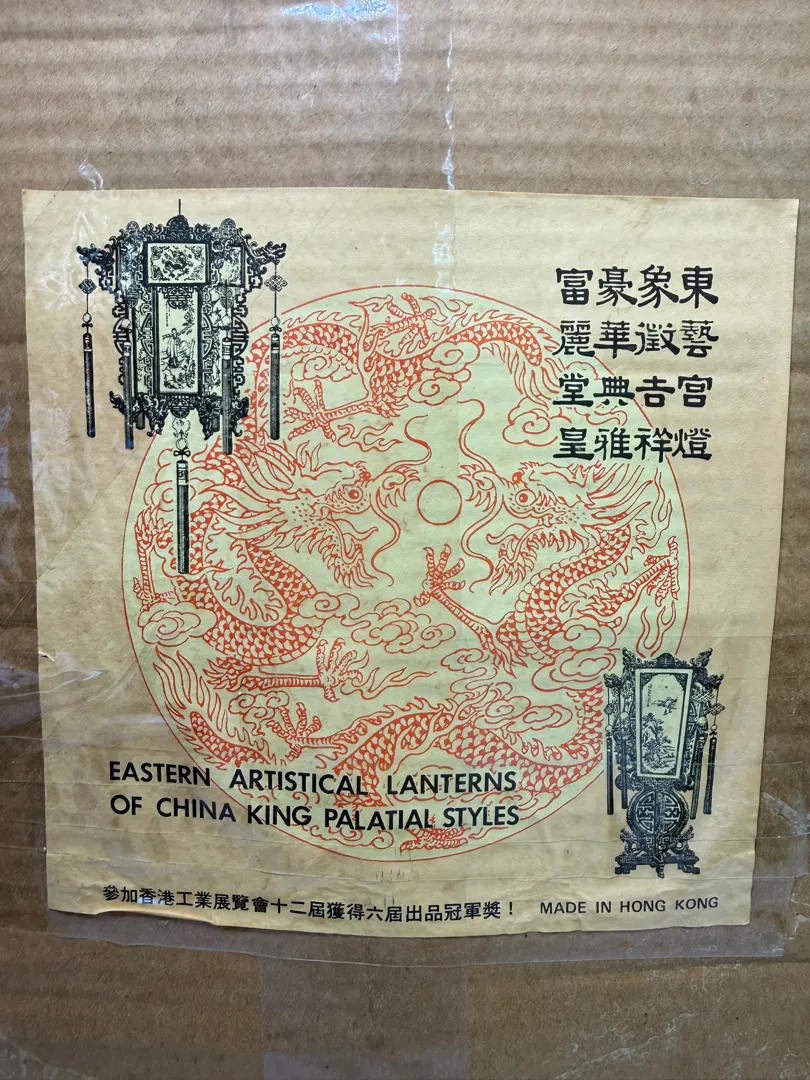 東藝宮燈
象徵吉祥
豪華典雅
富麗堂皇
EASTERN ARTISTICAL LANTERNS
OF CHINA KING PALATIAL STYLES
參加香港工業展覽會十二屆獲得六屆出品冠軍獎！
MADE IN HONG KONG